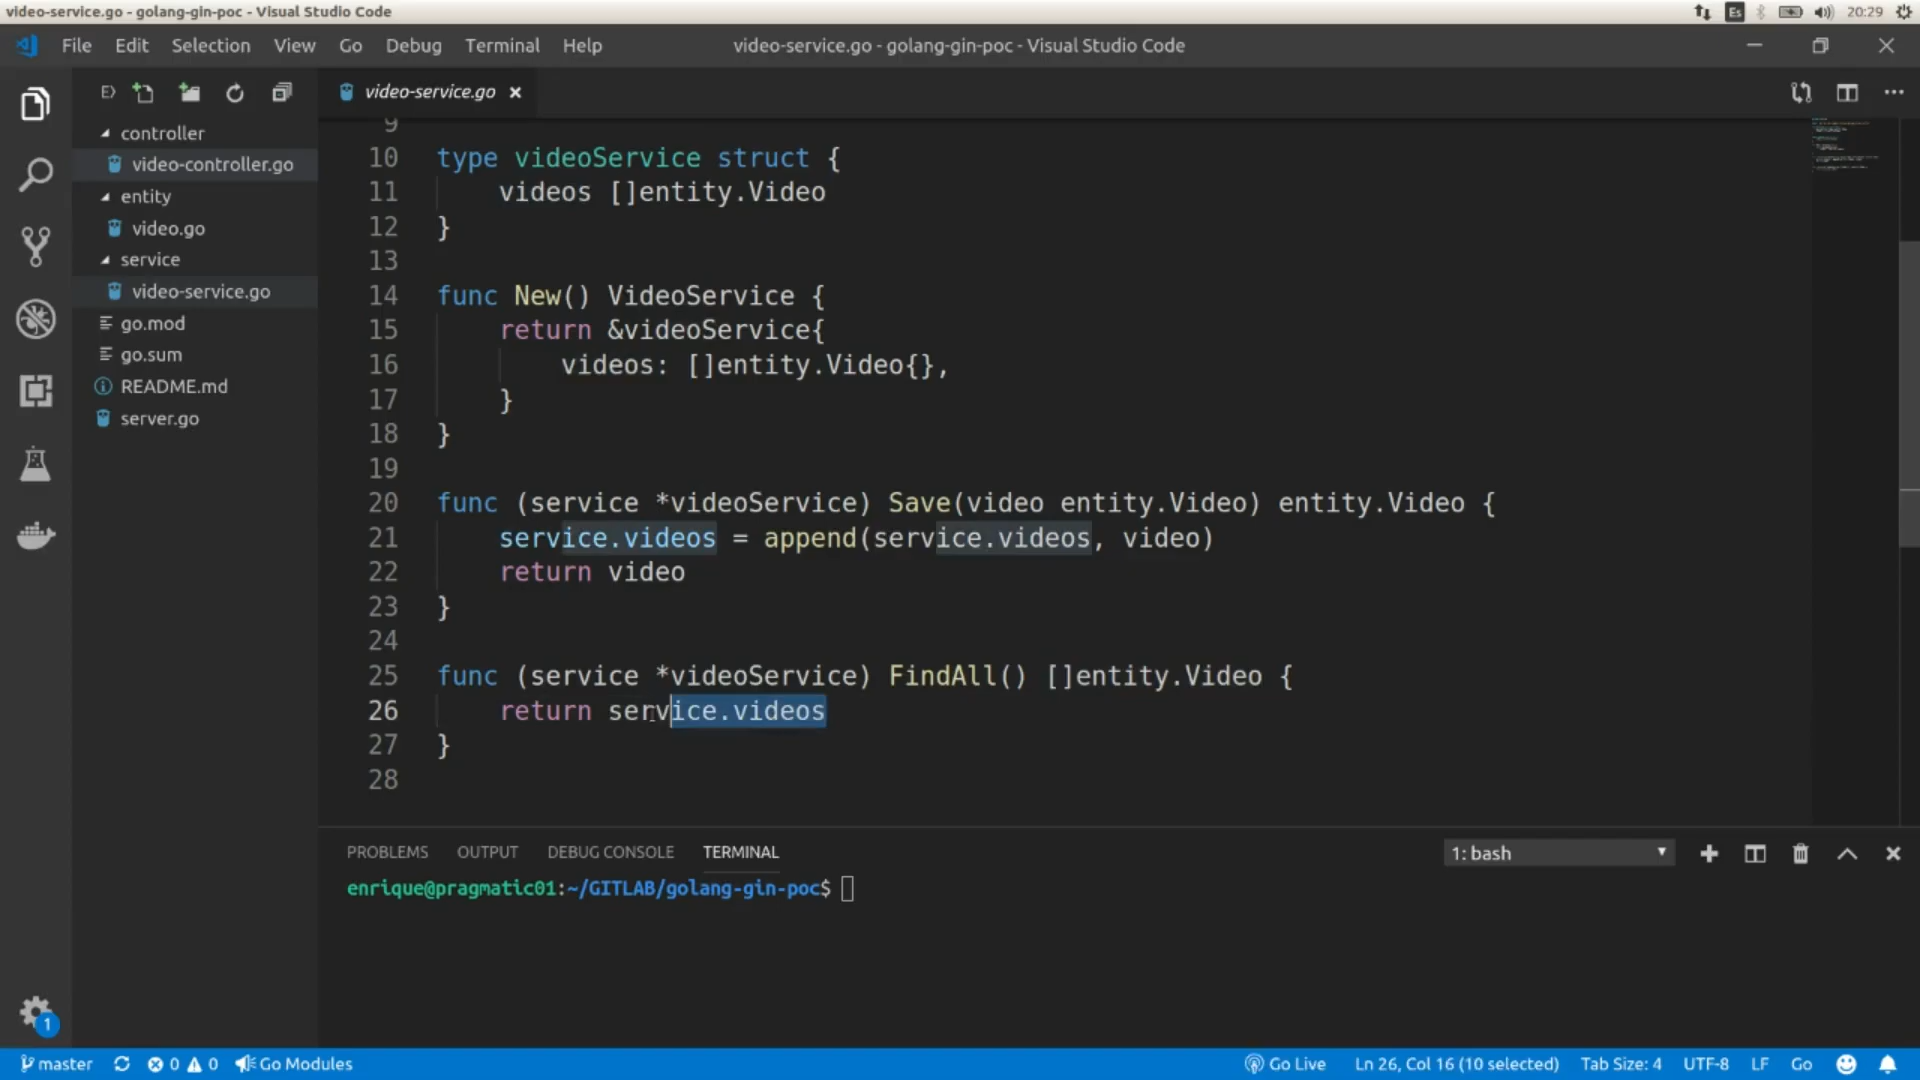 video-service.go - golang-gin-poc - Visual Studio Code
Es
20:29
File Edit Selection View Go Debug Terminal Help
video-service.go - golang-gin-poc - Visual Studio Code
video-service.go
controller
video-controller.go
entity
video.go
service
video-service.go
go.mod
go.sum
README.md
server.go
9
10 type videoService struct {
11 videos []entity.Video
12 }
13
14 func New() VideoService {
15 return &videoService{
16 videos: []entity.Video{},
17 }
18 }
19
20 func (service *videoService) Save(video entity.Video) entity.Video {
21 service.videos = append(service.videos, video)
22 return video
23 }
24
25 func (service *videoService) FindAll() []entity.Video {
26 return service.videos
27 }
28
PROBLEMS OUTPUT DEBUG CONSOLE TERMINAL
1: bash
enrique@pragmatic01:~/GITLAB/golang-gin-poc$
1
master 0 0 Go Modules
Go Live Ln 26, Col 16 (10 selected) Tab Size: 4 UTF-8 LF Go